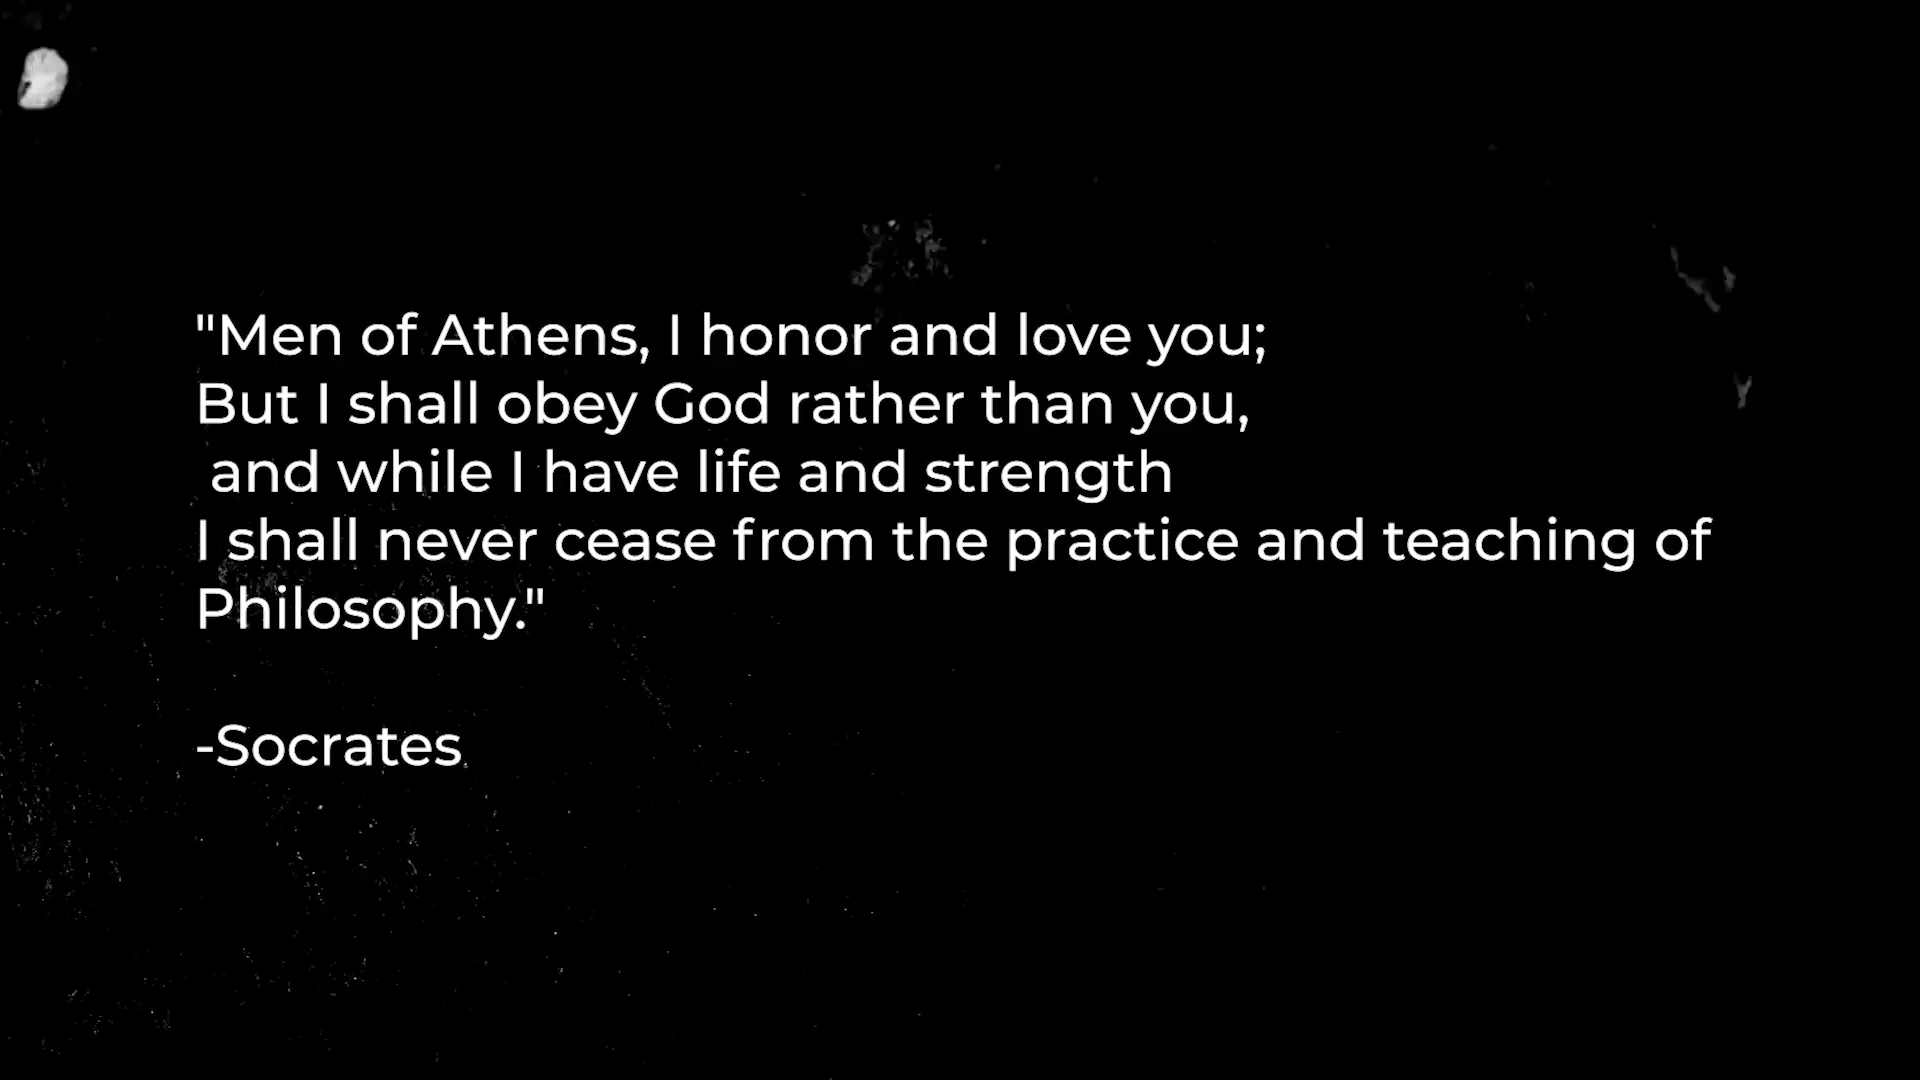 "Men of Athens, I honor and love you;
But I shall obey God rather than you,
and while I have life and strength
I shall never cease from the practice and teaching of
Philosophy."
-Socrates